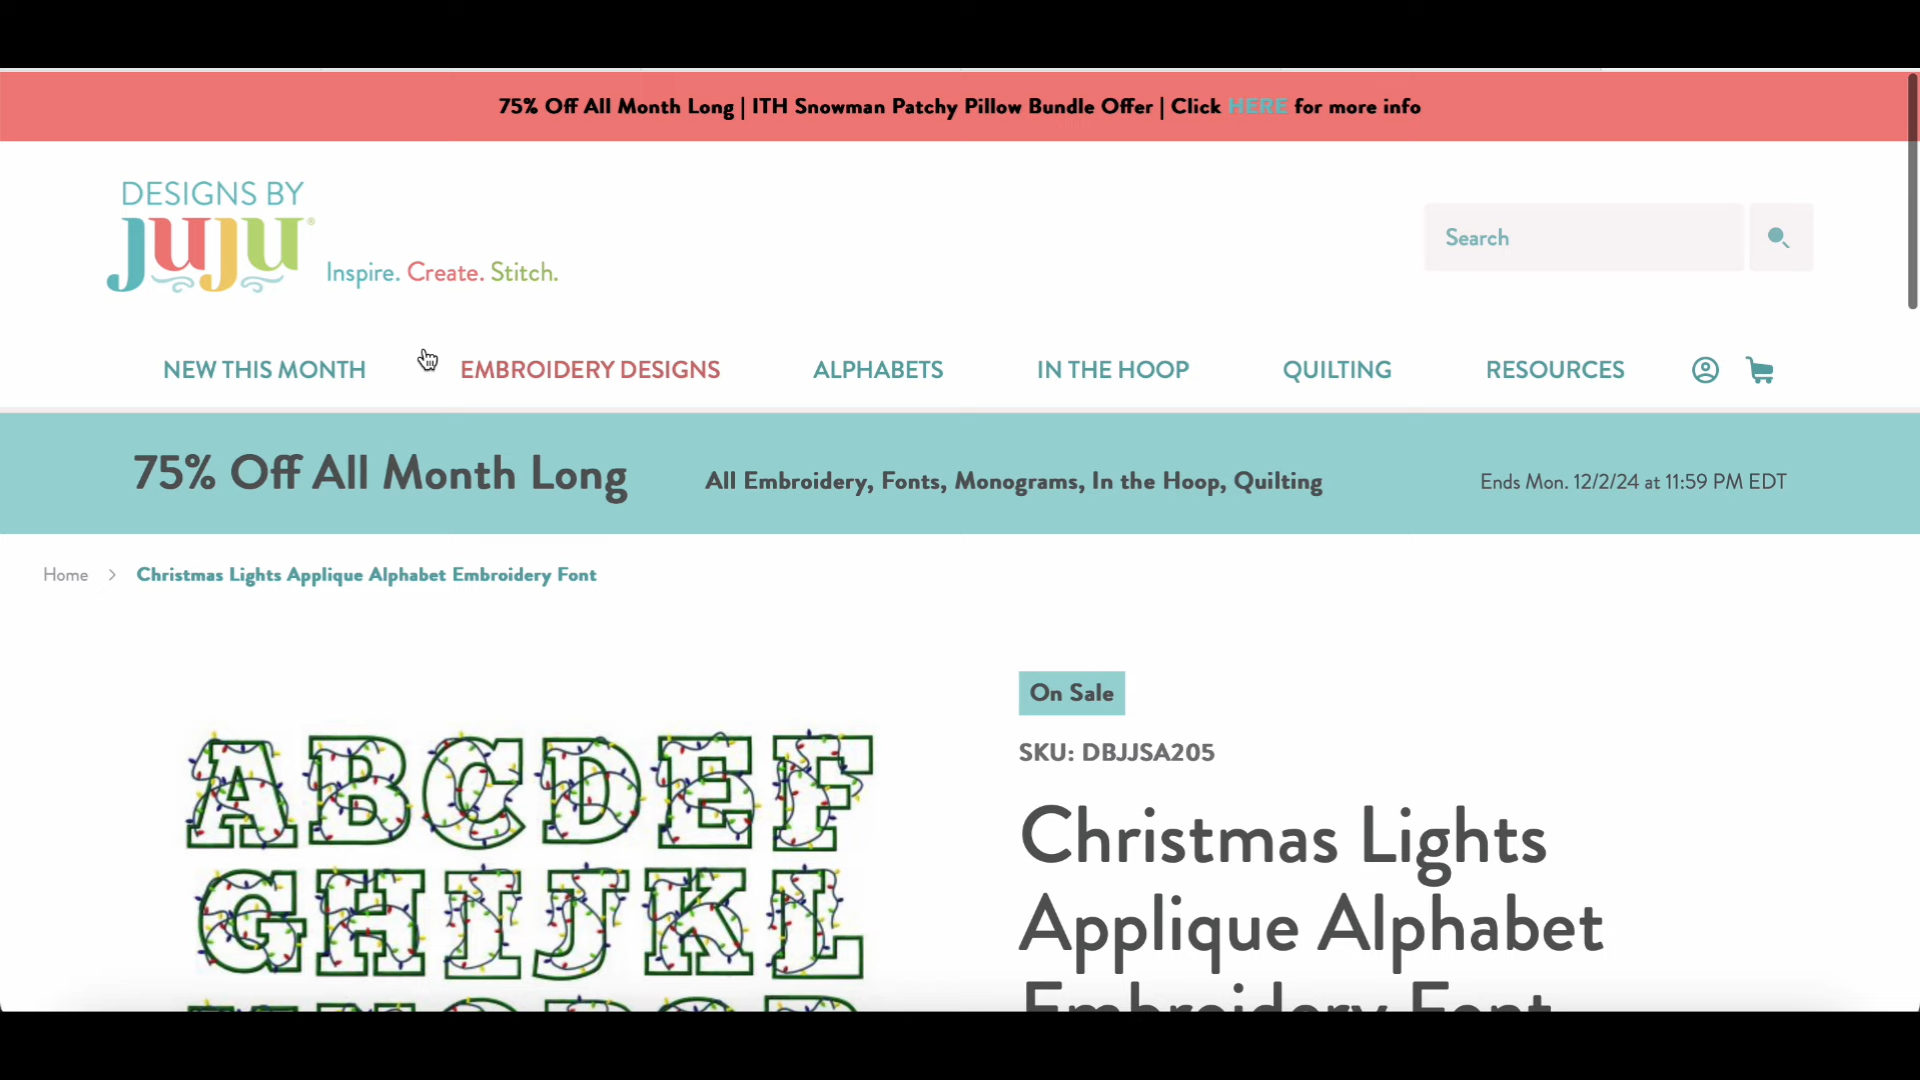 75% Off All Month Long | ITH Snowman Patchy Pillow Bundle Offer | Click HERE for more info
DESIGNS BY
JUJU®
Inspire. Create. Stitch.
Search
NEW THIS MONTH
EMBROIDERY DESIGNS
ALPHABETS
IN THE HOOP
QUILTING
RESOURCES
75% Off All Month Long
All Embroidery, Fonts, Monograms, In the Hoop, Quilting
Ends Mon. 12/2/24 at 11:59 PM EDT
Home > Christmas Lights Applique Alphabet Embroidery Font
ABCDEF
GHIJKL
On Sale
SKU: DBJJSA205
Christmas Lights
Applique Alphabet
Embroidery Font